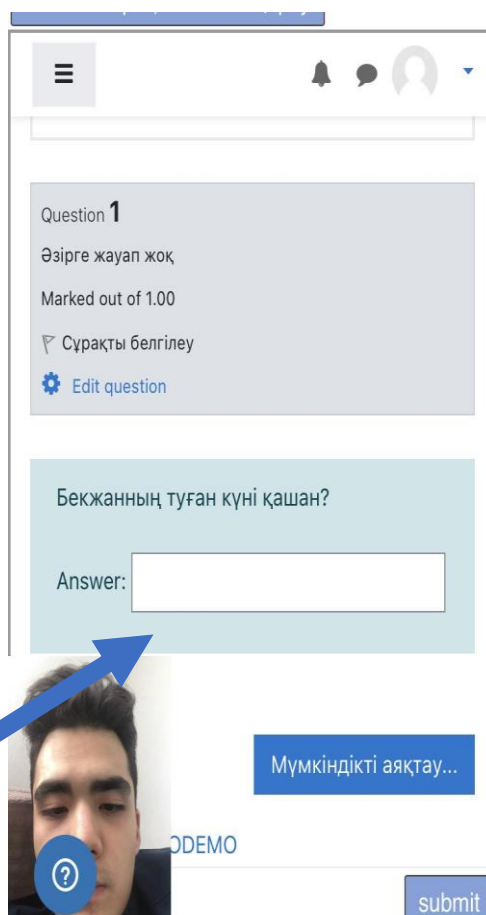 Question 1
Әзірге жауап жоқ
Marked out of 1.00
Сұрақты белгілеу
Edit question
Бекжанның туған күні қашан?
Answer:
Мүмкіндікті аяқтау...
ODEMO
submit